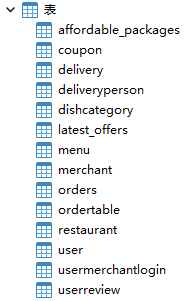 表
affordable_packages
coupon
delivery
deliveryperson
dishcategory
latest_offers
menu
merchant
orders
ordertable
restaurant
user
usermerchantlogin
userreview